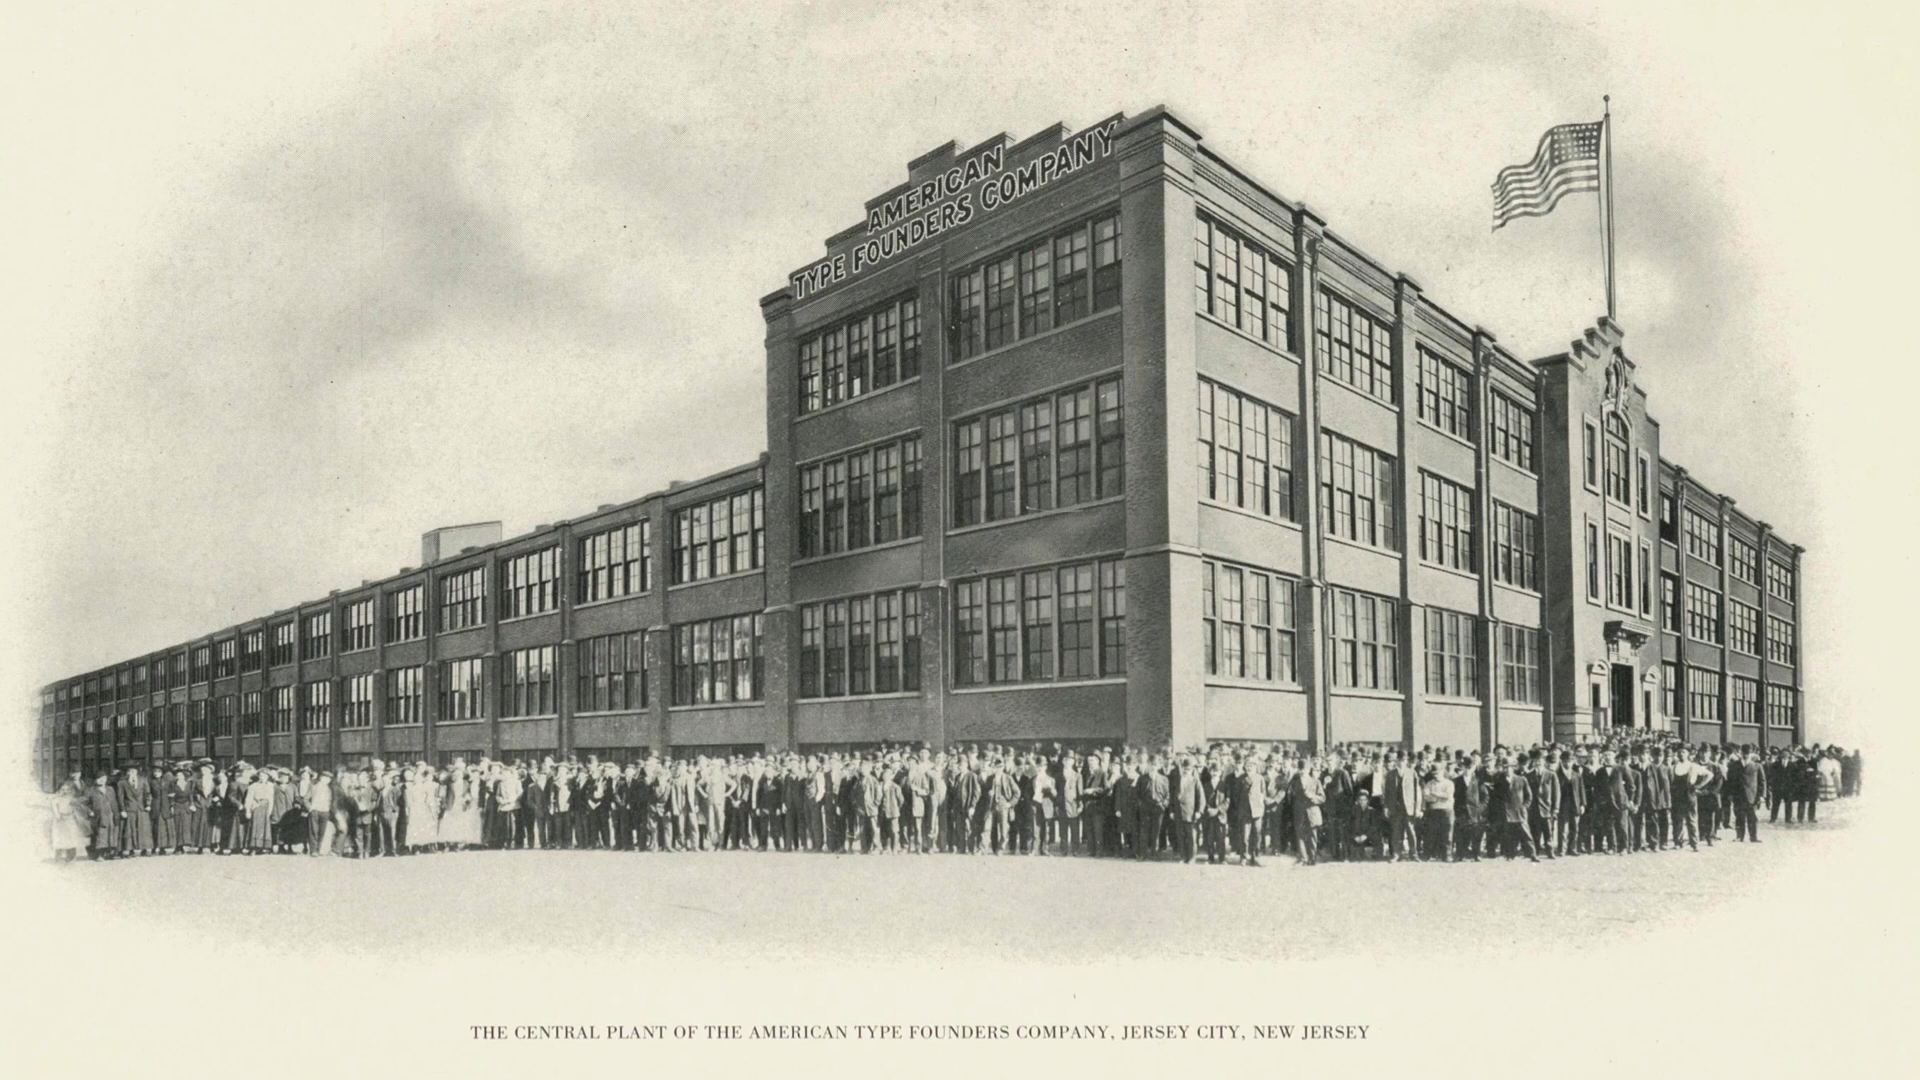 AMERICAN
TYPE FOUNDERS COMPANY
THE CENTRAL PLANT OF THE AMERICAN TYPE FOUNDERS COMPANY, JERSEY CITY, NEW JERSEY